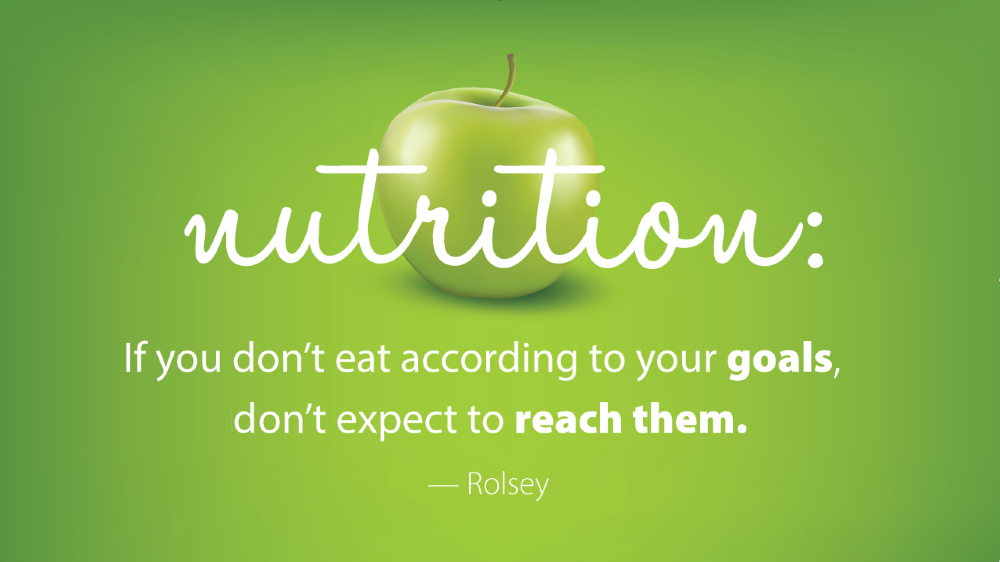 nutrition:
If you don’t eat according to your goals,
don’t expect to reach them.
— Rolsey